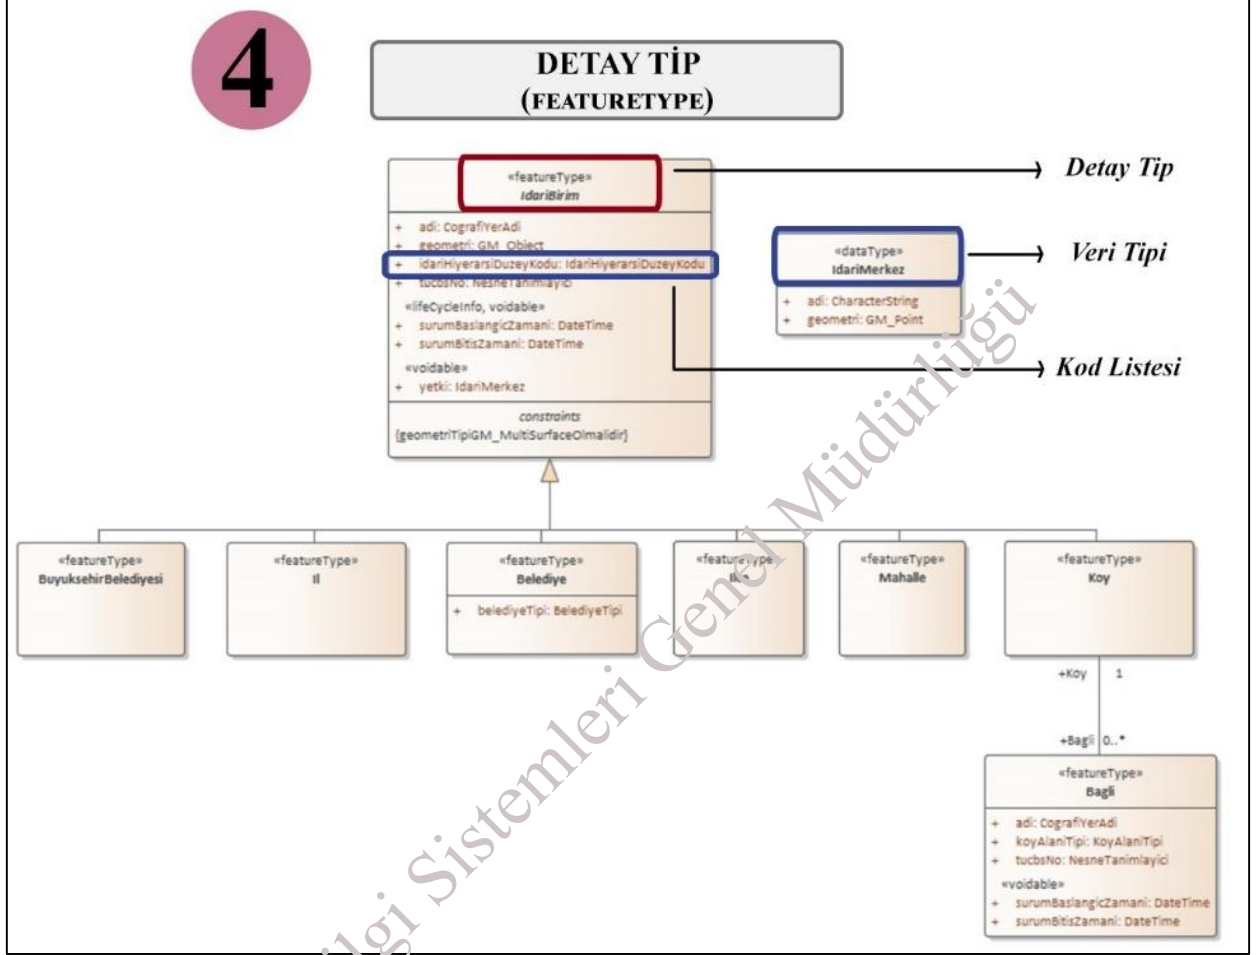 4
DETAY TİP
(FEATURETYPE)
«featureType»
IdariBirim
+ adi: CografiYerAdi
+ geometri: GM_Object
+ idariHiyerarsiDuzeyKodu: IdariHiyerarsiDuzeyKodu
+ tucbsNo: NesneTanimlayici
«lifeCycleInfo, voidable»
+ surumBaslangicZamani: DateTime
+ surumBitisZamani: DateTime
«voidable»
+ yetki: IdariMerkez
constraints
{geometriTipiGM_MultiSurfaceOlmalidir}
Detay Tip
«dataType»
IdariMerkez
+ adi: CharacterString
+ geometri: GM_Point
Veri Tipi
Kod Listesi
«featureType»
BuyuksehirBelediyesi
«featureType»
Il
«featureType»
Belediye
+ belediyeTipi: BelediyeTipi
«featureType»
«featureType»
Mahalle
«featureType»
Koy
+Koy 1
+Bagli 0..*
«featureType»
Bagli
+ adi: CografiYerAdi
+ koyAlaniTipi: KoyAlaniTipi
+ tucbsNo: NesneTanimlayici
«voidable»
+ surumBaslangicZamani: DateTime
+ surumBitisZamani: DateTime
Sistemleri Genel Müdürlüğü